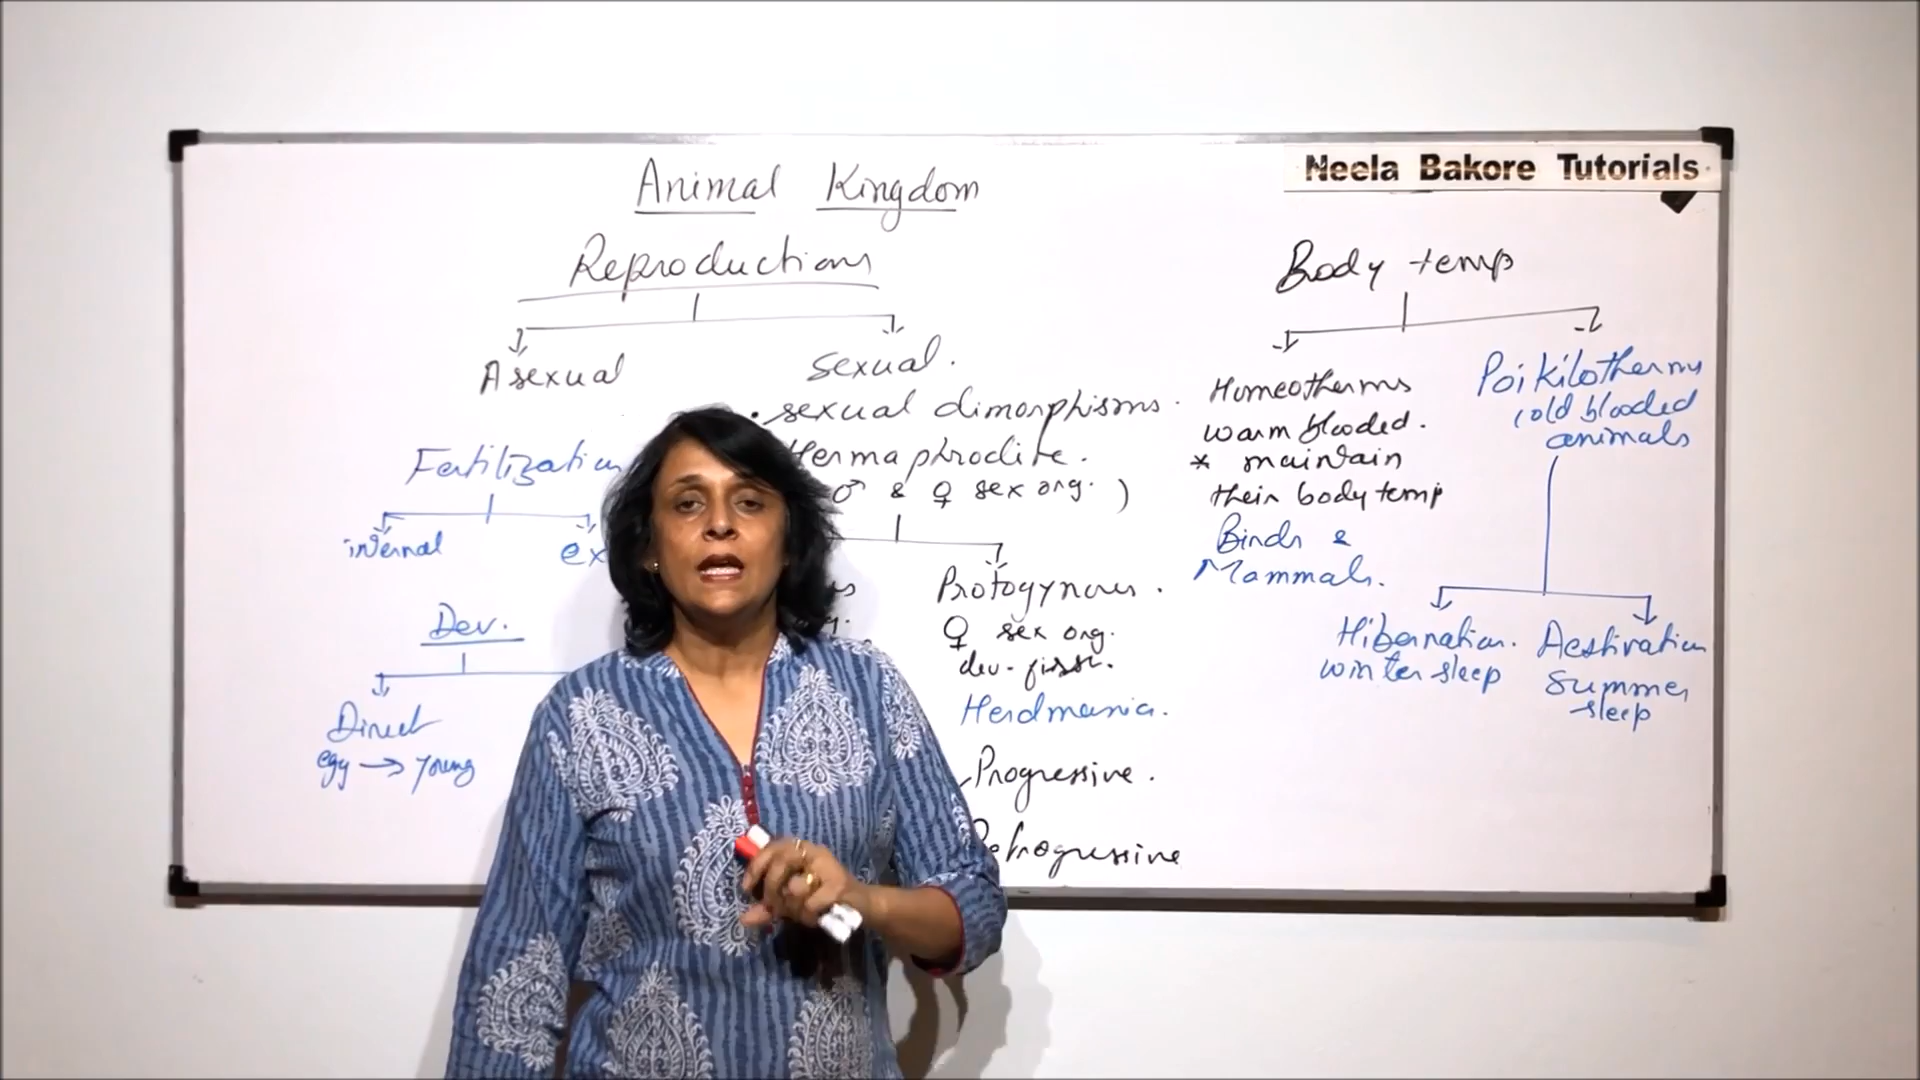 Neela Bakore Tutorials
Animal Kingdom
Reproductions
Asexual
Sexual.
• sexual dimorphisms.
Hermaphrodite.
♂ & ♀ sex org. )
Fertilization
internal
ex
Dev.
Direct
egg → young
Protogynous.
♀ sex org.
dev. first.
Herdmania.
Progressive.
Retrogressive
Body temp
Homeotherms
warm blooded.
* maintain
their body temp
Birds &
Mammals.
Poikilotherms
cold blooded
animals
Hibernation.
winter sleep
Aestivation
Summer
sleep